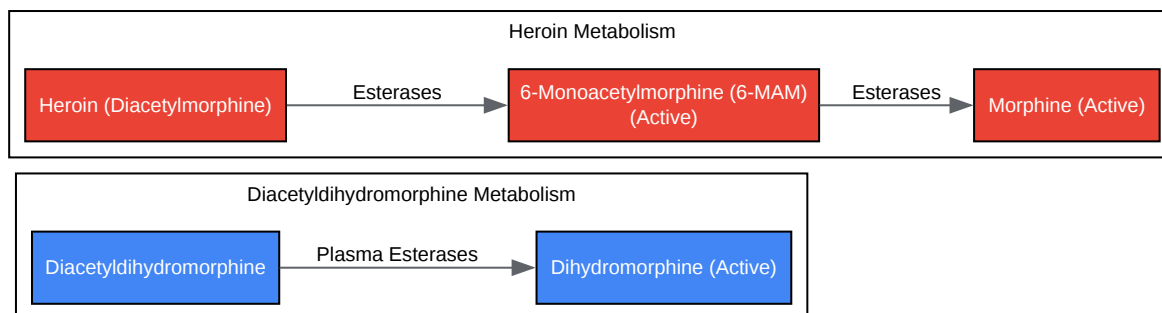 Heroin Metabolism
Heroin (Diacetylmorphine)
Esterases
6-Monoacetylmorphine (6-MAM)
(Active)
Esterases
Morphine (Active)
Diacetyldihydromorphine Metabolism
Diacetyldihydromorphine
Plasma Esterases
Dihydromorphine (Active)